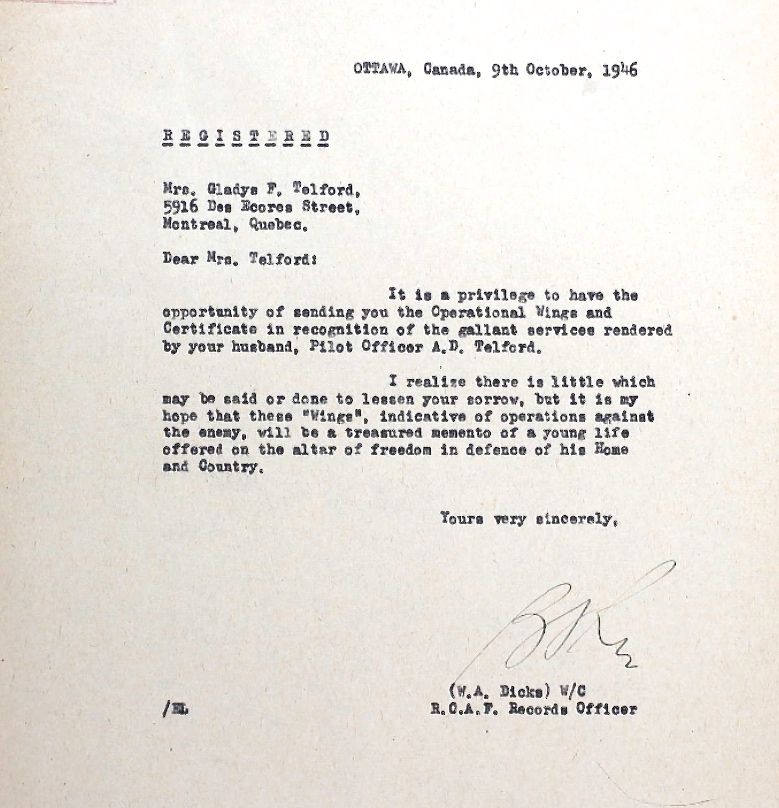 OTTAWA, Canada, 9th October, 1946
REGISTERED
Mrs. Gladys F. Telford,
5916 Des Ecores Street,
Montreal, Quebec.
Dear Mrs. Telford:
It is a privilege to have the
opportunity of sending you the Operational Wings and
Certificate in recognition of the gallant services rendered
by your husband, Pilot Officer A.D. Telford.
I realize there is little which
may be said or done to lessen your sorrow, but it is my
hope that these "Wings", indicative of operations against
the enemy, will be a treasured memento of a young life
offered on the altar of freedom in defence of his Home
and Country.
Yours very sincerely,
(W.A. Dicks) W/C
R.C.A.F. Records Officer
/EL